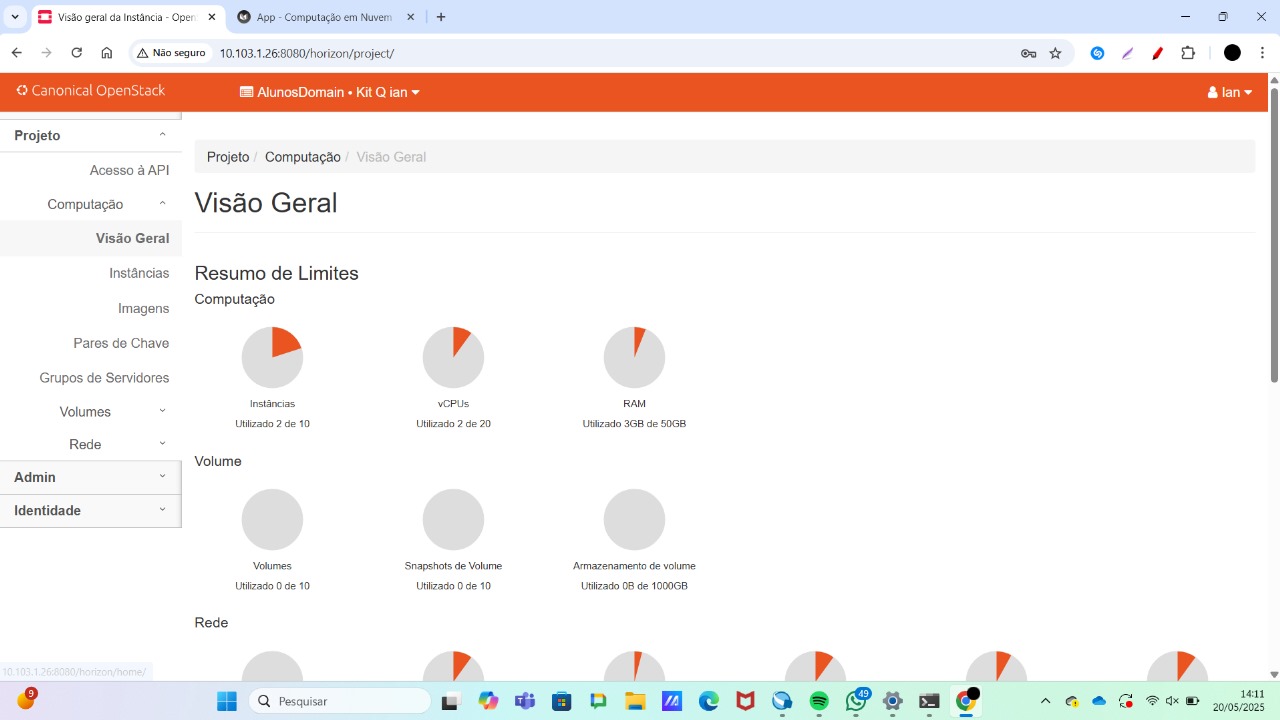 Visão geral da Instância - Open
App - Computação em Nuvem
Não seguro
10.103.1.26:8080/horizon/project/
Canonical OpenStack
AlunosDomain • Kit Q ian
Ian
Projeto
Acesso à API
Computação
Visão Geral
Instâncias
Imagens
Pares de Chave
Grupos de Servidores
Volumes
Rede
Admin
Identidade
Projeto / Computação / Visão Geral
Visão Geral
Resumo de Limites
Computação
Instâncias
Utilizado 2 de 10
vCPUs
Utilizado 2 de 20
RAM
Utilizado 3GB de 50GB
Volume
Volumes
Utilizado 0 de 10
Snapshots de Volume
Utilizado 0 de 10
Armazenamento de volume
Utilizado 0B de 1000GB
Rede
10.103.1.26:8080/horizon/home/
9
Pesquisar
49
14:11
20/05/2025